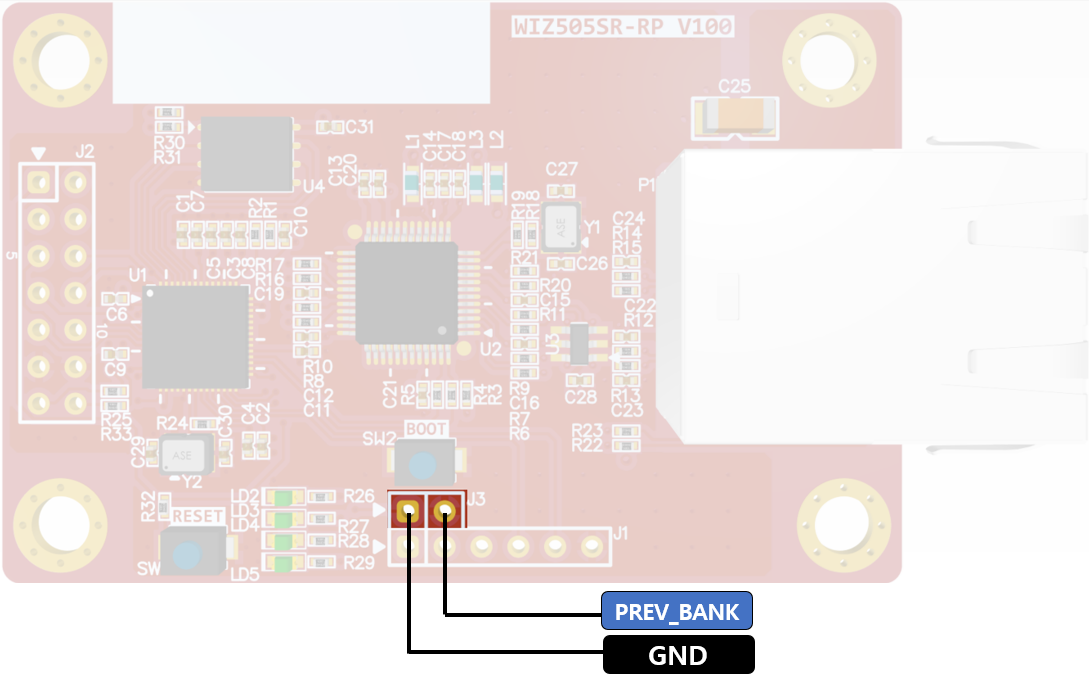 WIZ505SR-RP V100
C25
R30
R31
C31
J2
U4
C13
C20
L1
C14
C17
C18
L3
L2
C27
P1
C1
C7
R2
R1
C10
R19
R18
ASE
Y1
C24
R14
R15
C26
5
U1
C5
C3
C8
R17
R16
C19
R21
R20
C15
R11
C22
R12
C6
10
U2
U3
C9
R10
R8
C12
C11
C21
R5
R4
R3
R9
C16
R7
R6
C28
R13
C23
R25
R33
R24
C30
C4
C2
C29
ASE
Y2
SW2
BOOT
R23
R22
R32
RESET
SW
LD2
LD3
LD4
LD5
R26
R27
R28
R29
J3
J1
PREV_BANK
GND